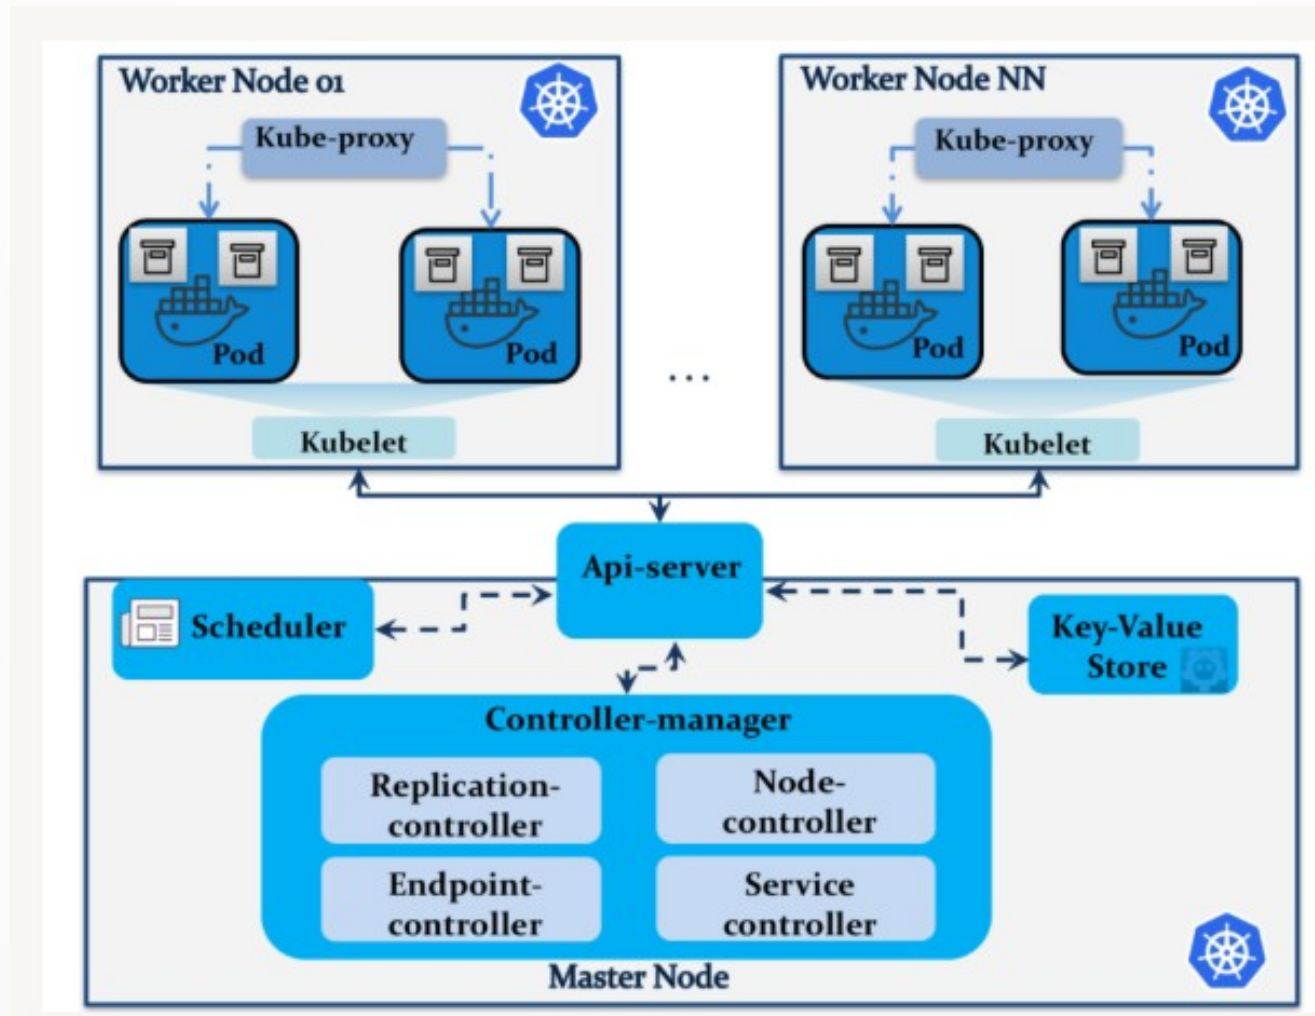 Worker Node 01
Kube-proxy
Pod
Pod
Kubelet
...
Worker Node NN
Kube-proxy
Pod
Pod
Kubelet
Api-server
Scheduler
Key-Value
Store
Controller-manager
Replication-
controller
Node-
controller
Endpoint-
controller
Service
controller
Master Node